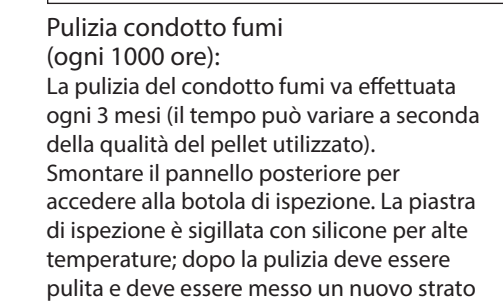 Pulizia condotto fumi
(ogni 1000 ore):
La pulizia del condotto fumi va effettuata
ogni 3 mesi (il tempo può variare a seconda
della qualità del pellet utilizzato).
Smontare il pannello posteriore per
accedere alla botola di ispezione. La piastra
di ispezione è sigillata con silicone per alte
temperature; dopo la pulizia deve essere
pulita e deve essere messo un nuovo strato